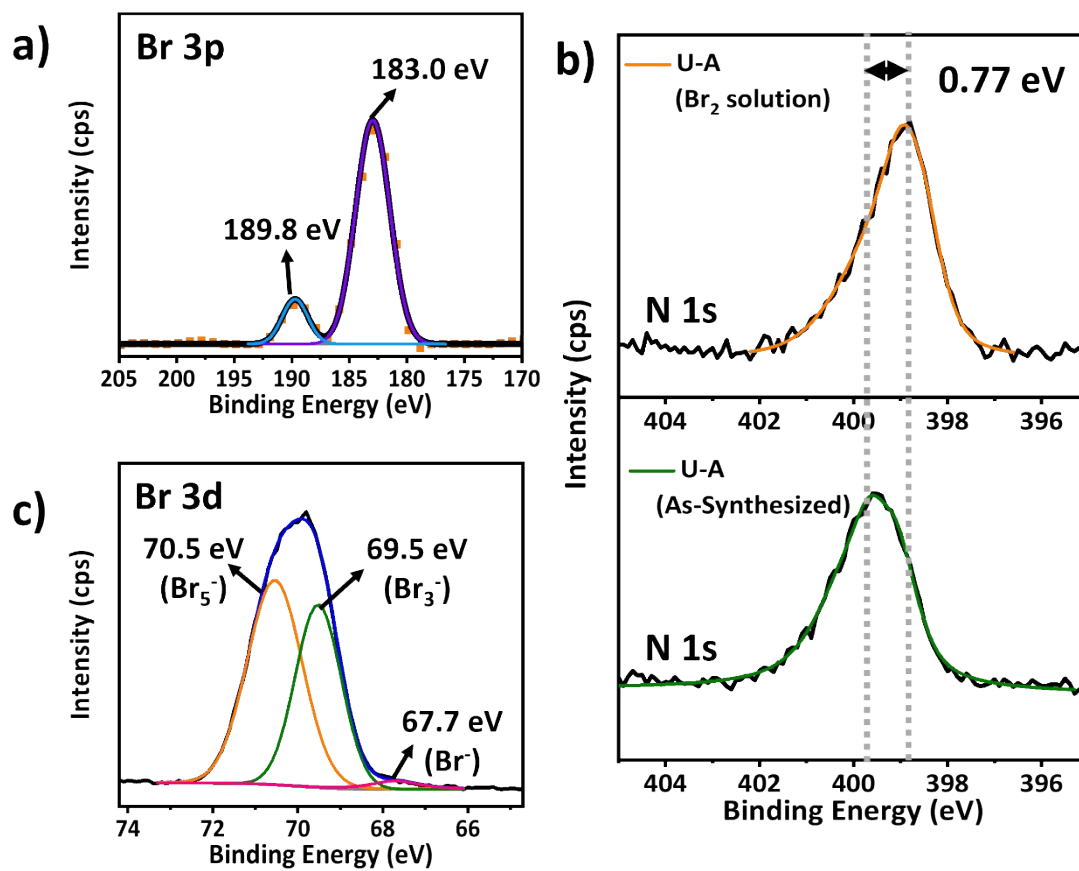 a)
Br 3p
183.0 eV
189.8 eV
Intensity (cps)
205 200 195 190 185 180 175 170
Binding Energy (eV)
b)
U-A
(Br₂ solution)
0.77 eV
N 1s
404 402 400 398 396
Intensity (cps)
U-A
(As-Synthesized)
N 1s
404 402 400 398 396
Binding Energy (eV)
c)
Br 3d
70.5 eV
(Br₅⁻)
69.5 eV
(Br₃⁻)
67.7 eV
(Br⁻)
Intensity (cps)
74 72 70 68 66
Binding Energy (eV)